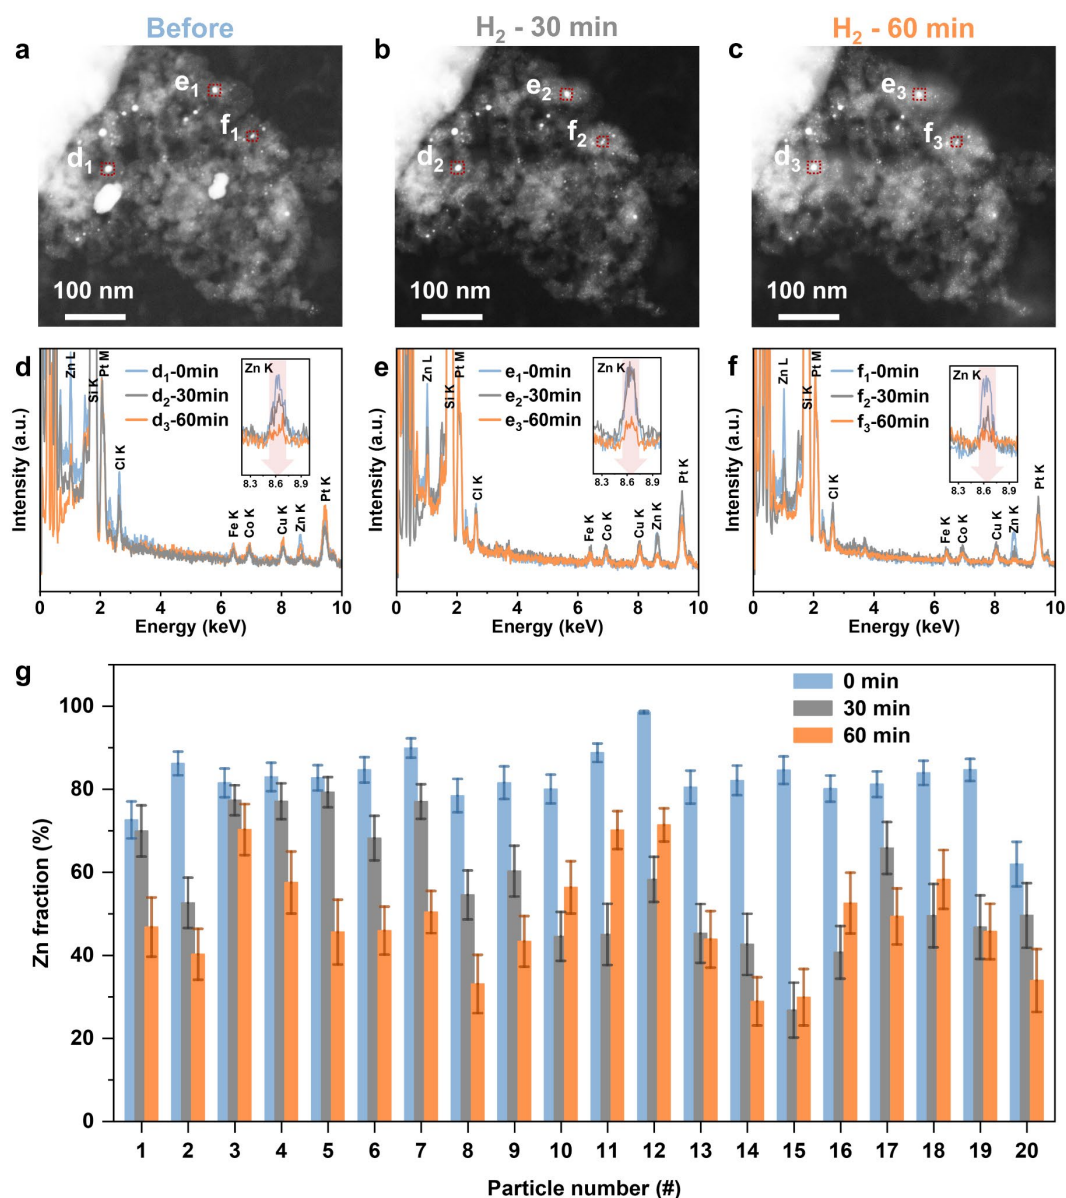 Before
H2 - 30 min
H2 - 60 min
a
b
c
e1
f1
d1
100 nm
e2
f2
d2
100 nm
e3
f3
d3
100 nm
d
Intensity (a.u.)
Zn L
Si K
Pt M
Cl K
Fe K
Co K
Cu K
Zn K
Pt K
d1-0min
d2-30min
d3-60min
Zn K
8.3 8.6 8.9
0 2 4 6 8 10
Energy (keV)
e
Intensity (a.u.)
Zn L
Si K
Pt M
Cl K
Fe K
Co K
Cu K
Zn K
Pt K
e1-0min
e2-30min
e3-60min
Zn K
8.3 8.6 8.9
0 2 4 6 8 10
Energy (keV)
f
Intensity (a.u.)
Zn L
Si K
Pt M
Cl K
Fe K
Co K
Cu K
Zn K
Pt K
f1-0min
f2-30min
f3-60min
Zn K
8.3 8.6 8.9
0 2 4 6 8 10
Energy (keV)
g
Zn fraction (%)
100
80
60
40
20
0
0 min
30 min
60 min
1 2 3 4 5 6 7 8 9 10 11 12 13 14 15 16 17 18 19 20
Particle number (#)